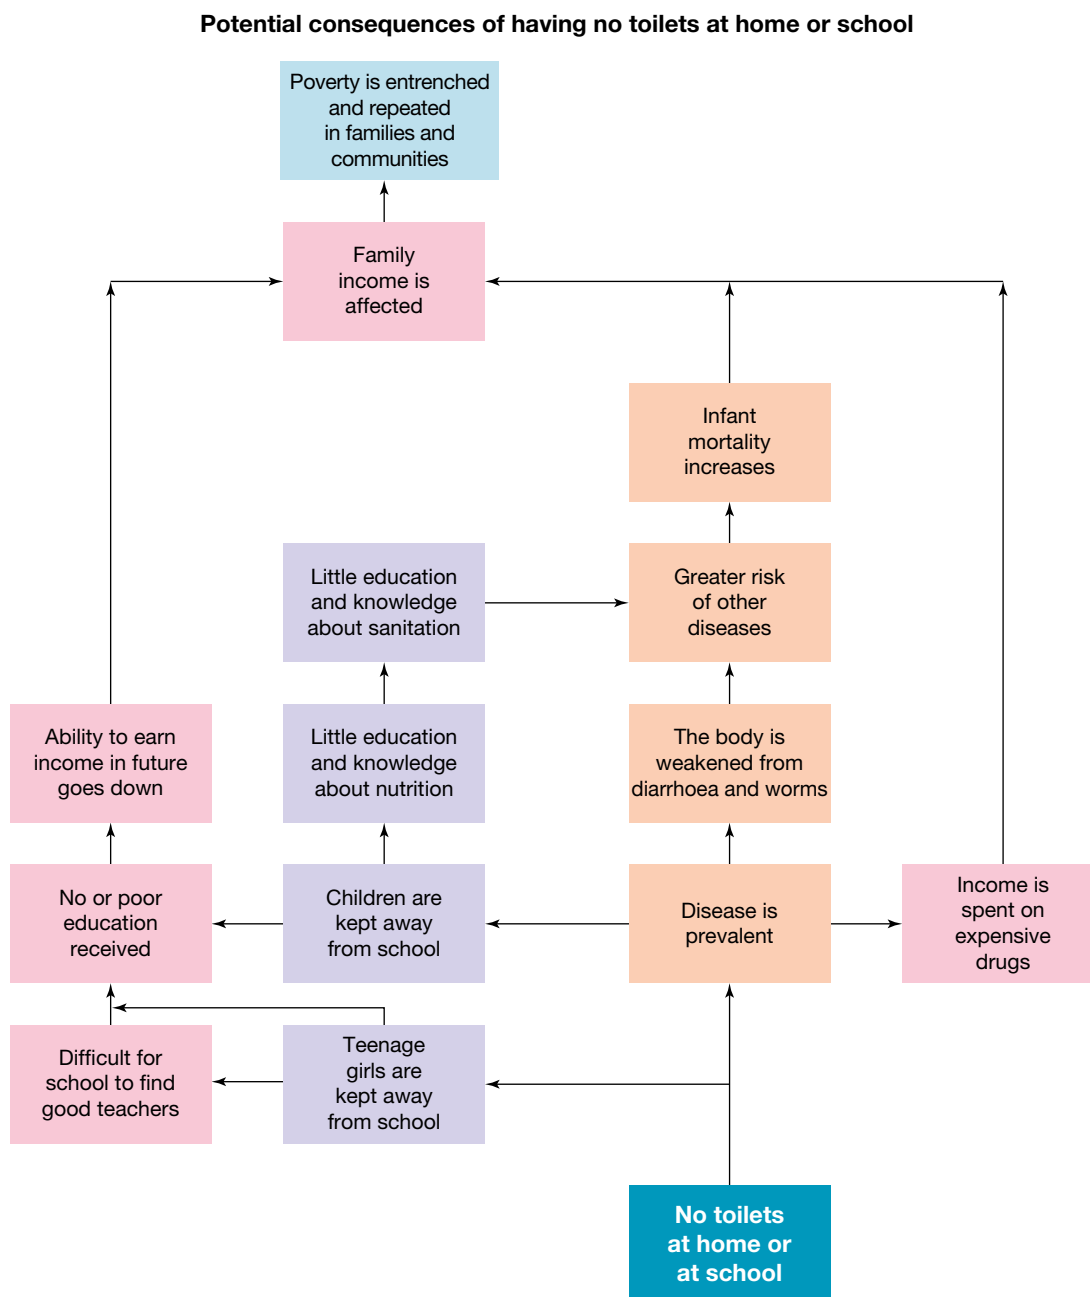 Potential consequences of having no toilets at home or school
Poverty is entrenched
and repeated
in families and
communities
Family
income is
affected
Infant
mortality
increases
Little education
and knowledge
about sanitation
Greater risk
of other
diseases
Ability to earn
income in future
goes down
Little education
and knowledge
about nutrition
The body is
weakened from
diarrhoea and worms
No or poor
education
received
Children are
kept away
from school
Disease is
prevalent
Income is
spent on
expensive
drugs
Difficult for
school to find
good teachers
Teenage
girls are
kept away
from school
No toilets
at home or
at school